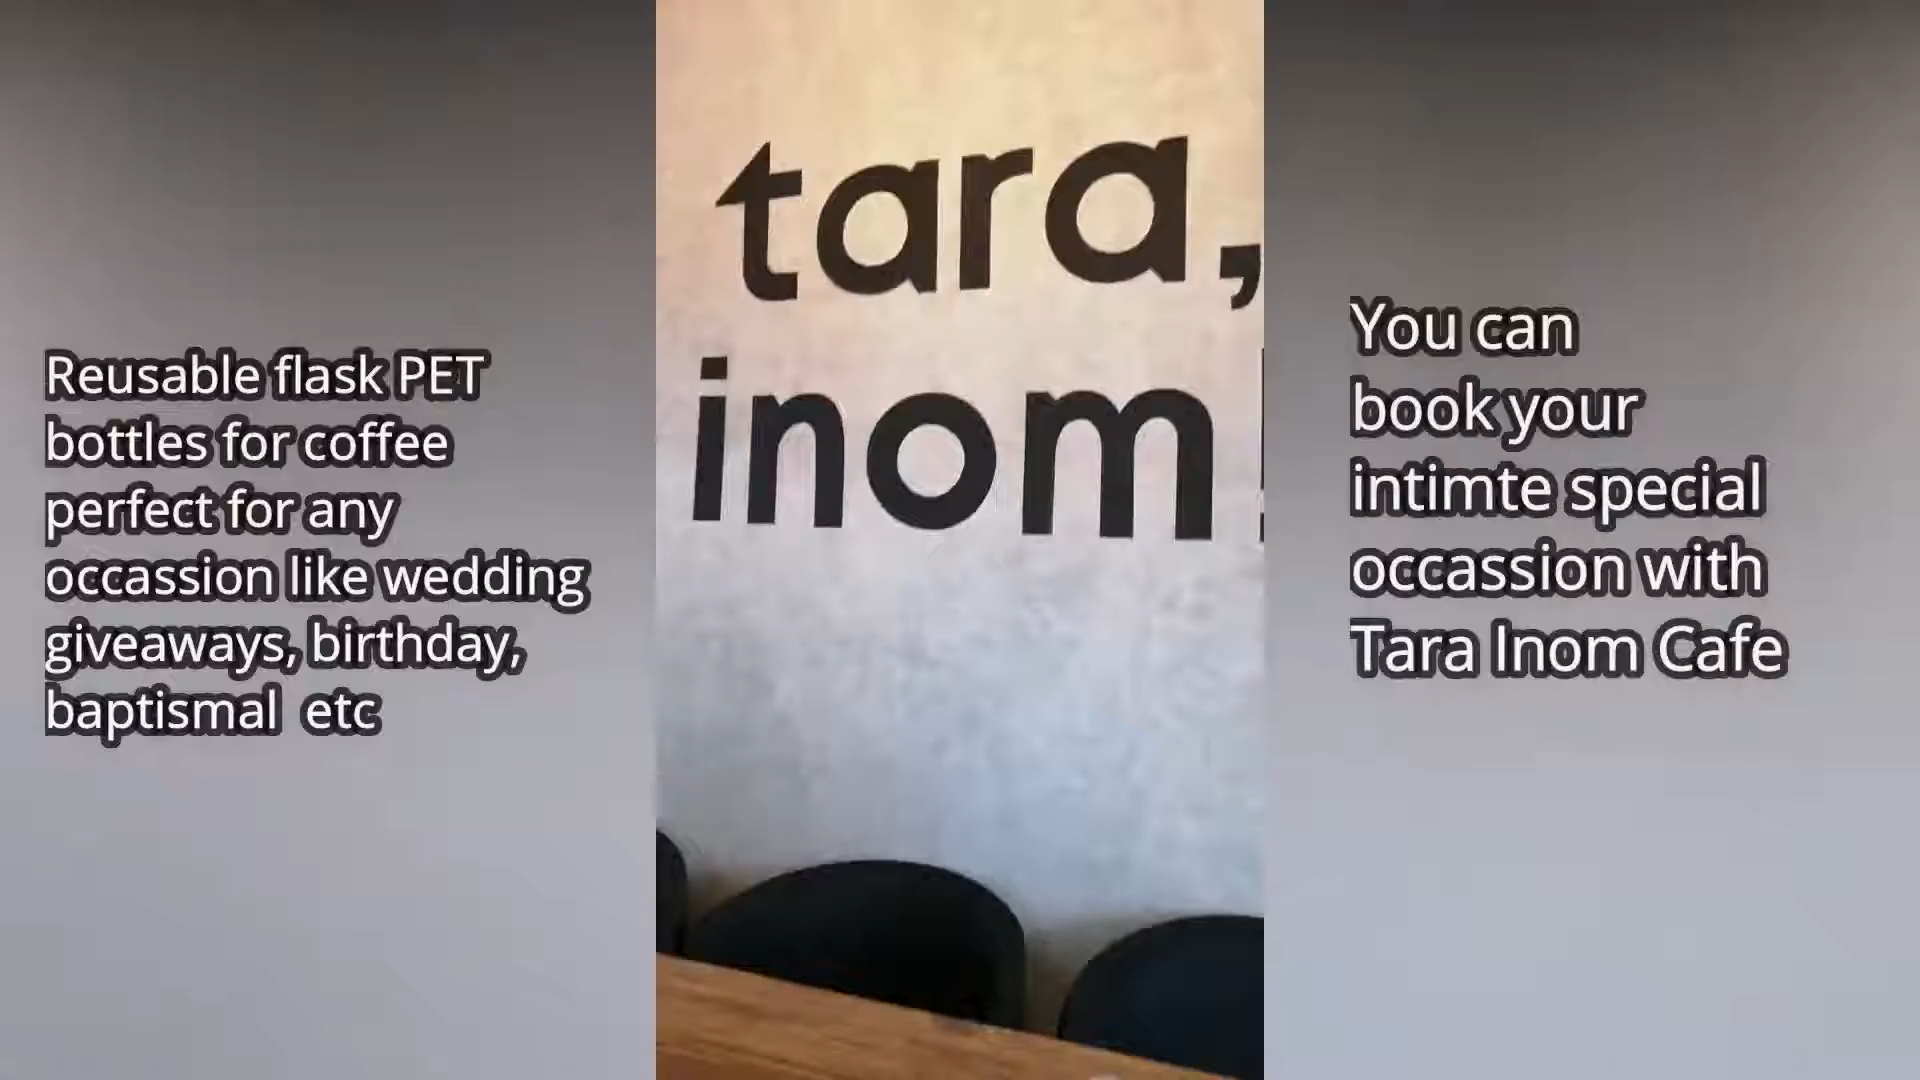 Reusable flask PET
bottles for coffee
perfect for any
occassion like wedding
giveaways, birthday,
baptismal  etc
tara,
inom!
You can
book your
intimte special
occassion with
Tara Inom Cafe